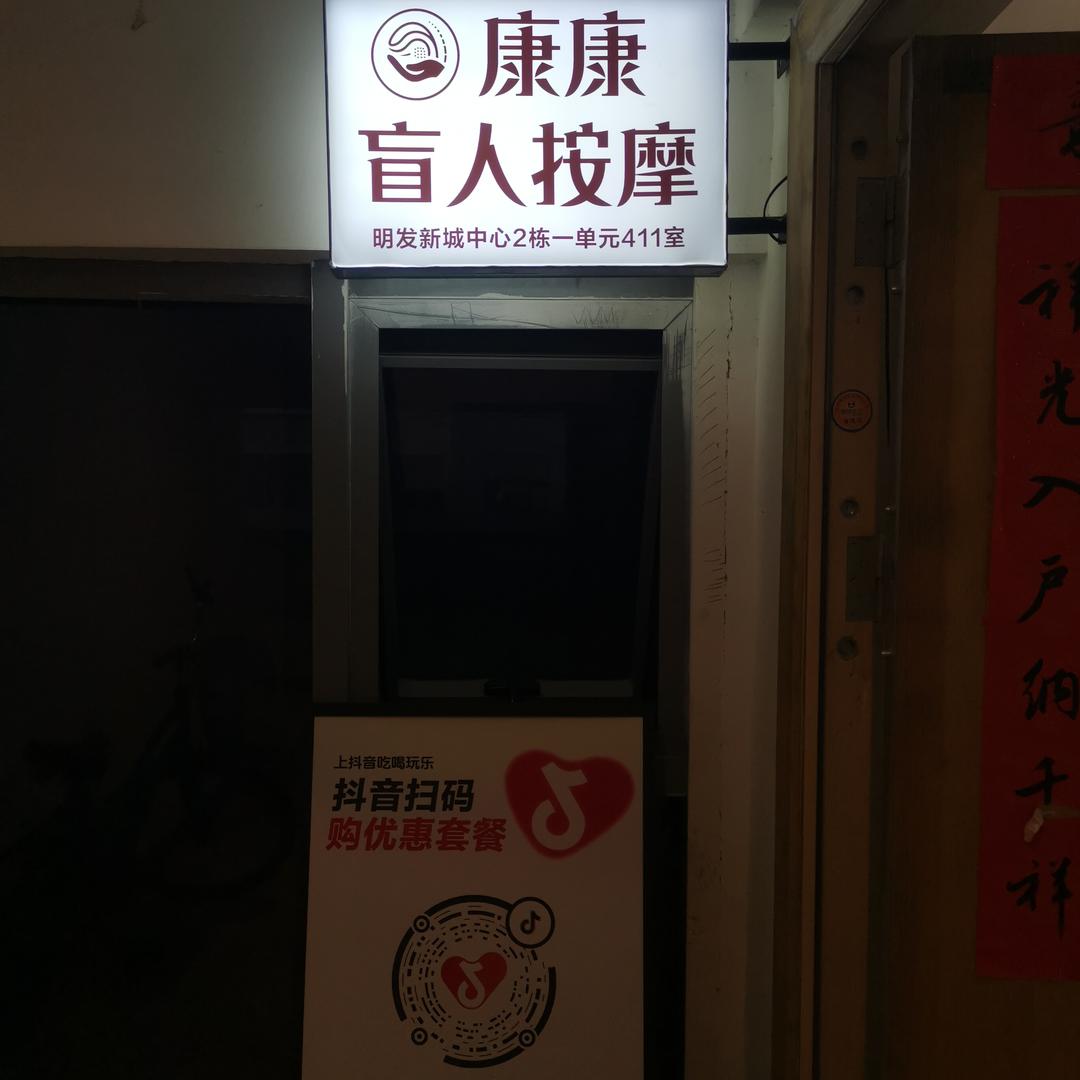 康康
盲人按摩
明发新城中心2栋一单元411室
上抖音吃喝玩乐
抖音扫码
购优惠套餐
祥光入户纳千祥